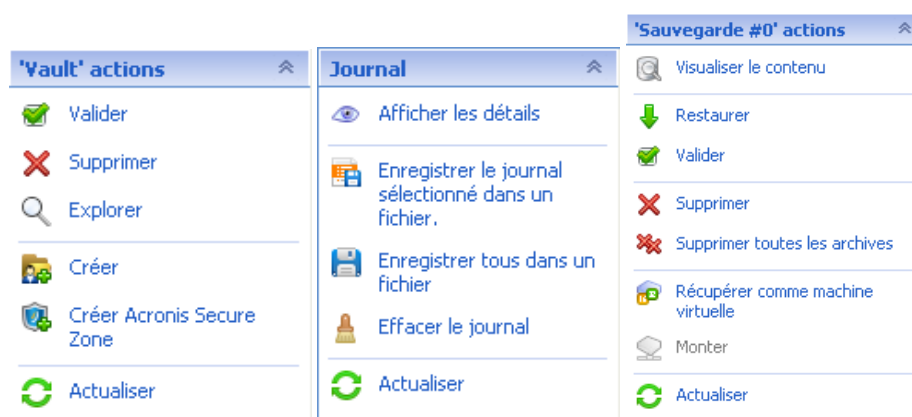 'Vault' actions
Valider
Supprimer
Explorer
Créer
Créer Acronis Secure
Zone
Actualiser
Journal
Afficher les détails
Enregistrer le journal
sélectionné dans un
fichier.
Enregistrer tous dans un
fichier
Effacer le journal
Actualiser
'Sauvegarde #0' actions
Visualiser le contenu
Restaurer
Valider
Supprimer
Supprimer toutes les archives
Récupérer comme machine
virtuelle
Monter
Actualiser